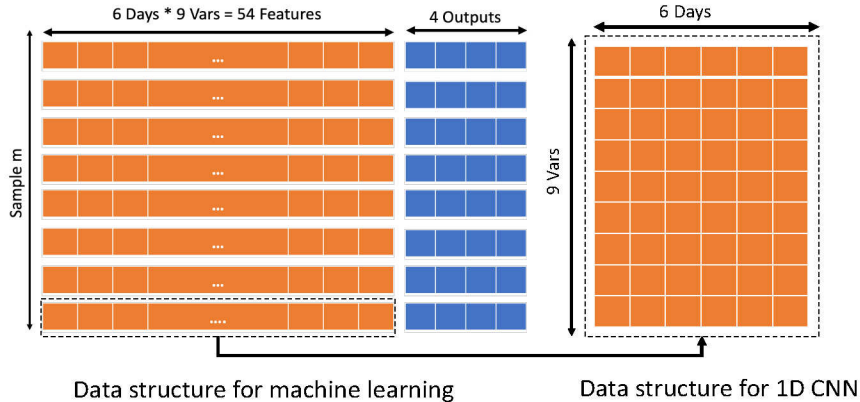 6 Days * 9 Vars = 54 Features
4 Outputs
6 Days
Sample m
9 Vars
...
...
...
...
...
...
...
....
Data structure for machine learning
Data structure for 1D CNN